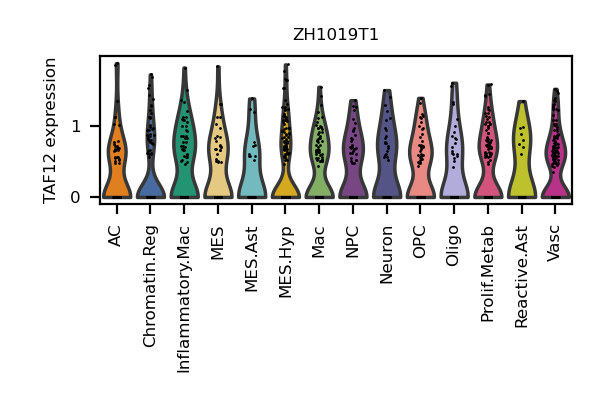 ZH1019T1
TAF12 expression
1
0
AC
Chromatin.Reg
Inflammatory.Mac
MES
MES.Ast
MES.Hyp
Mac
NPC
Neuron
OPC
Oligo
Prolif.Metab
Reactive.Ast
Vasc